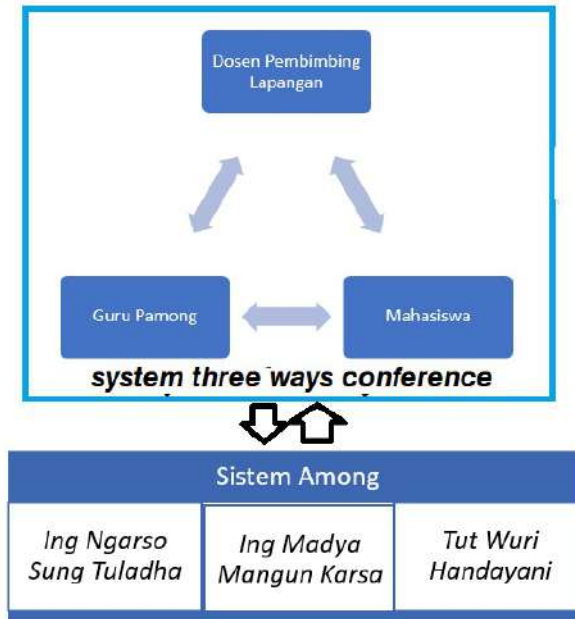 Dosen Pembimbing
Lapangan
Guru Pamong
Mahasiswa
system three ways conference
Sistem Among
Ing Ngarso
Sung Tuladha
Ing Madya
Mangun Karsa
Tut Wuri
Handayani